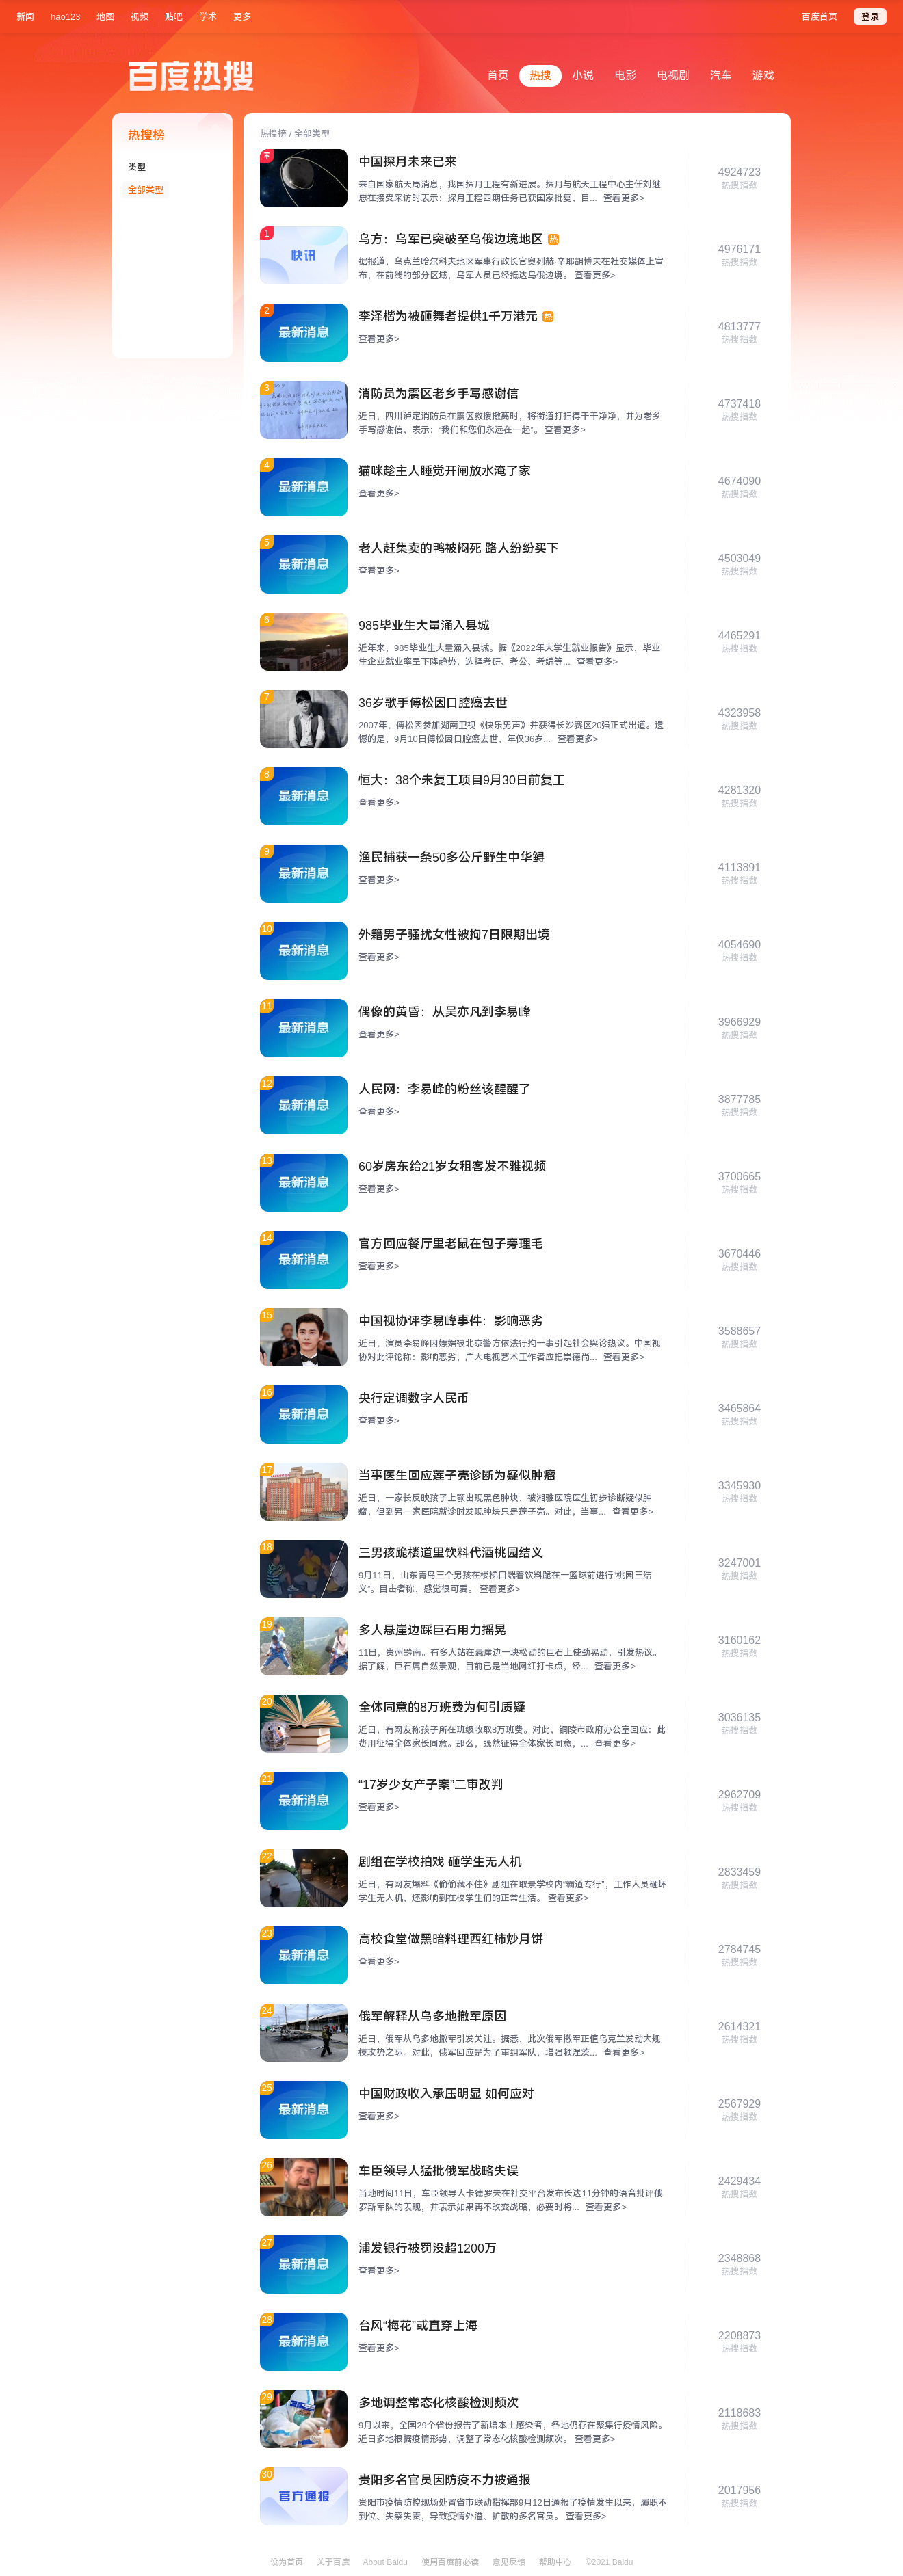 新闻 hao123 地图 视频 贴吧 学术 更多 百度首页 登录
百度热搜
首页 热搜 小说 电影 电视剧 汽车 游戏
热搜榜
类型
全部类型
热搜榜 / 全部类型
中国探月未来已来
来自国家航天局消息，我国探月工程有新进展。探月与航天工程中心主任刘继
忠在接受采访时表示：探月工程四期任务已获国家批复，目... 查看更多>
4924723
热搜指数
1
快讯
乌方：乌军已突破至乌俄边境地区 热
据报道，乌克兰哈尔科夫地区军事行政长官奥列赫·辛耶胡博夫在社交媒体上宣
布，在前线的部分区域，乌军人员已经抵达乌俄边境。 查看更多>
4976171
热搜指数
2
最新消息
李泽楷为被砸舞者提供1千万港元 热
查看更多>
4813777
热搜指数
3
消防员为震区老乡手写感谢信
近日，四川泸定消防员在震区救援撤离时，将街道打扫得干干净净，并为老乡
手写感谢信，表示：“我们和您们永远在一起”。 查看更多>
4737418
热搜指数
4
最新消息
猫咪趁主人睡觉开闸放水淹了家
查看更多>
4674090
热搜指数
5
最新消息
老人赶集卖的鸭被闷死 路人纷纷买下
查看更多>
4503049
热搜指数
6
985毕业生大量涌入县城
近年来，985毕业生大量涌入县城。据《2022年大学生就业报告》显示，毕业
生企业就业率呈下降趋势，选择考研、考公、考编等... 查看更多>
4465291
热搜指数
7
36岁歌手傅松因口腔癌去世
2007年，傅松因参加湖南卫视《快乐男声》并获得长沙赛区20强正式出道。遗
憾的是，9月10日傅松因口腔癌去世，年仅36岁... 查看更多>
4323958
热搜指数
8
最新消息
恒大：38个未复工项目9月30日前复工
查看更多>
4281320
热搜指数
9
最新消息
渔民捕获一条50多公斤野生中华鲟
查看更多>
4113891
热搜指数
10
最新消息
外籍男子骚扰女性被拘7日限期出境
查看更多>
4054690
热搜指数
11
最新消息
偶像的黄昏：从吴亦凡到李易峰
查看更多>
3966929
热搜指数
12
最新消息
人民网：李易峰的粉丝该醒醒了
查看更多>
3877785
热搜指数
13
最新消息
60岁房东给21岁女租客发不雅视频
查看更多>
3700665
热搜指数
14
最新消息
官方回应餐厅里老鼠在包子旁理毛
查看更多>
3670446
热搜指数
15
中国视协评李易峰事件：影响恶劣
近日，演员李易峰因嫖娼被北京警方依法行拘一事引起社会舆论热议。中国视
协对此评论称：影响恶劣，广大电视艺术工作者应把崇德尚... 查看更多>
3588657
热搜指数
16
最新消息
央行定调数字人民币
查看更多>
3465864
热搜指数
17
当事医生回应莲子壳诊断为疑似肿瘤
近日，一家长反映孩子上颚出现黑色肿块，被湘雅医院医生初步诊断疑似肿
瘤，但到另一家医院就诊时发现肿块只是莲子壳。对此，当事... 查看更多>
3345930
热搜指数
18
三男孩跪楼道里饮料代酒桃园结义
9月11日，山东青岛三个男孩在楼梯口端着饮料跪在一篮球前进行“桃园三结
义”。目击者称，感觉很可爱。 查看更多>
3247001
热搜指数
19
多人悬崖边踩巨石用力摇晃
11日，贵州黔南。有多人站在悬崖边一块松动的巨石上使劲晃动，引发热议。
据了解，巨石属自然景观，目前已是当地网红打卡点，经... 查看更多>
3160162
热搜指数
20
全体同意的8万班费为何引质疑
近日，有网友称孩子所在班级收取8万班费。对此，铜陵市政府办公室回应：此
费用征得全体家长同意。那么，既然征得全体家长同意，... 查看更多>
3036135
热搜指数
21
最新消息
“17岁少女产子案”二审改判
查看更多>
2962709
热搜指数
22
剧组在学校拍戏 砸学生无人机
近日，有网友爆料《偷偷藏不住》剧组在取景学校内“霸道专行”，工作人员砸坏
学生无人机，还影响到在校学生们的正常生活。 查看更多>
2833459
热搜指数
23
最新消息
高校食堂做黑暗料理西红柿炒月饼
查看更多>
2784745
热搜指数
24
俄军解释从乌多地撤军原因
近日，俄军从乌多地撤军引发关注。据悉，此次俄军撤军正值乌克兰发动大规
模攻势之际。对此，俄军回应是为了重组军队，增强顿涅茨... 查看更多>
2614321
热搜指数
25
最新消息
中国财政收入承压明显 如何应对
查看更多>
2567929
热搜指数
26
车臣领导人猛批俄军战略失误
当地时间11日，车臣领导人卡德罗夫在社交平台发布长达11分钟的语音批评俄
罗斯军队的表现，并表示如果再不改变战略，必要时将... 查看更多>
2429434
热搜指数
27
最新消息
浦发银行被罚没超1200万
查看更多>
2348868
热搜指数
28
最新消息
台风“梅花”或直穿上海
查看更多>
2208873
热搜指数
29
多地调整常态化核酸检测频次
9月以来，全国29个省份报告了新增本土感染者，各地仍存在聚集行疫情风险。
近日多地根据疫情形势，调整了常态化核酸检测频次。 查看更多>
2118683
热搜指数
30
官方通报
贵阳多名官员因防疫不力被通报
贵阳市疫情防控现场处置省市联动指挥部9月12日通报了疫情发生以来，履职不
到位、失察失责，导致疫情外溢、扩散的多名官员。 查看更多>
2017956
热搜指数
设为首页 关于百度 About Baidu 使用百度前必读 意见反馈 帮助中心 ©2021 Baidu